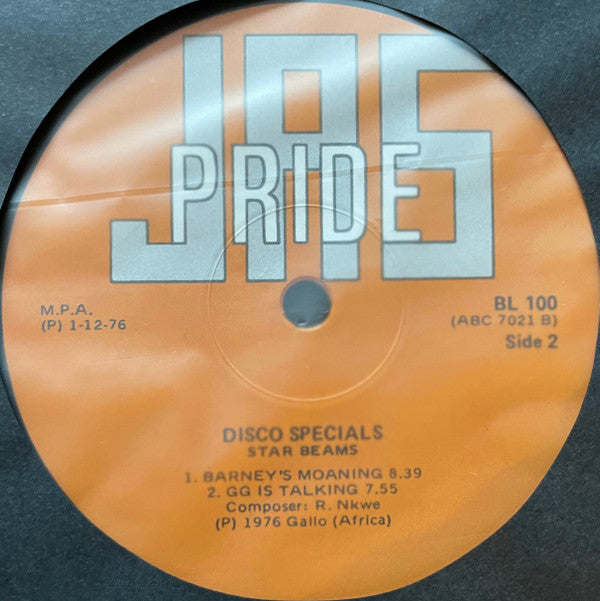 JAS
PRIDE
M.P.A.
(P) 1-12-76
BL 100
(ABC 7021 B)
Side 2
DISCO SPECIALS
STAR BEAMS
1. BARNEY'S MOANING 8.39
2. GG IS TALKING 7.55
Composer: R. Nkwe
(P) 1976 Gallo (Africa)